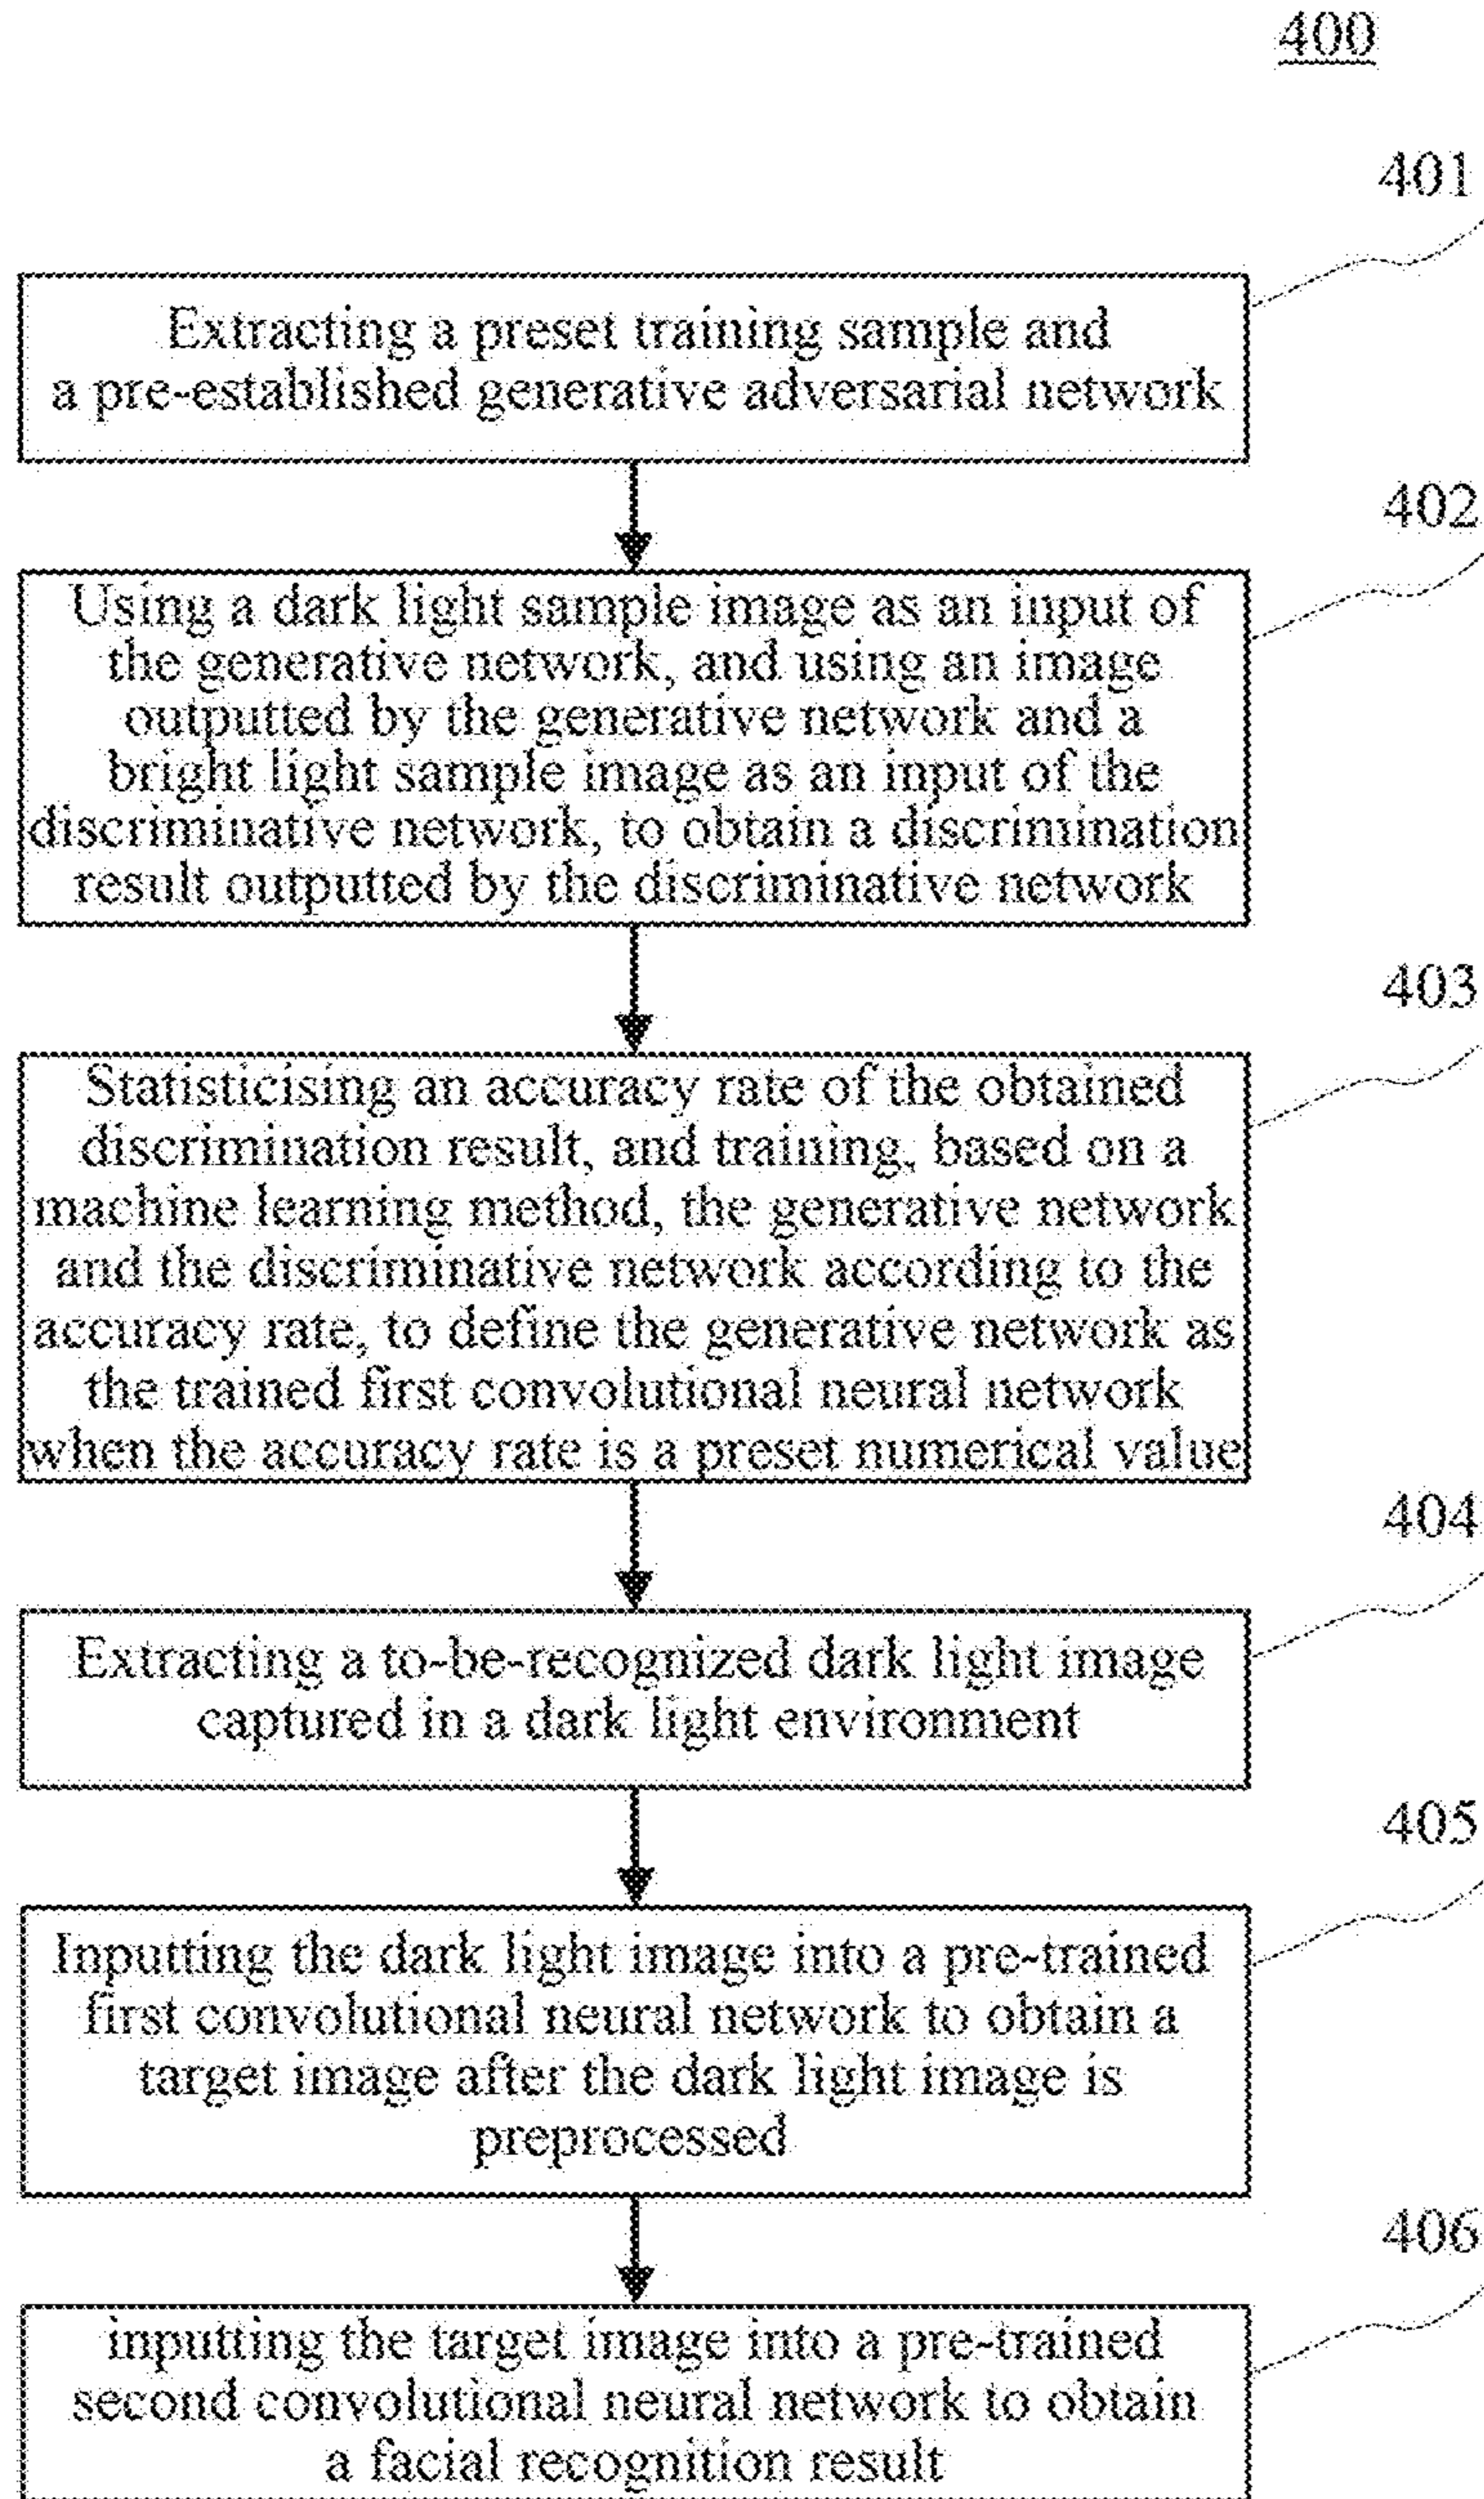 400
401
Extracting a preset training sample and
a pre-established generative adversarial network
402
Using a dark light sample image as an input of
the generative network, and using an image
outputted by the generative network and a
bright light sample image as an input of the
discriminative network, to obtain a discrimination
result outputted by the discriminative network
403
Statisticising an accuracy rate of the obtained
discrimination result, and training, based on a
machine learning method, the generative network
and the discriminative network according to the
accuracy rate, to define the generative network as
the trained first convolutional neural network
when the accuracy rate is a preset numerical value
404
Extracting a to-be-recognized dark light image
captured in a dark light environment
405
Inputting the dark light image into a pre-trained
first convolutional neural network to obtain a
target image after the dark light image is
preprocessed
406
inputting the target image into a pre-trained
second convolutional neural network to obtain
a facial recognition result